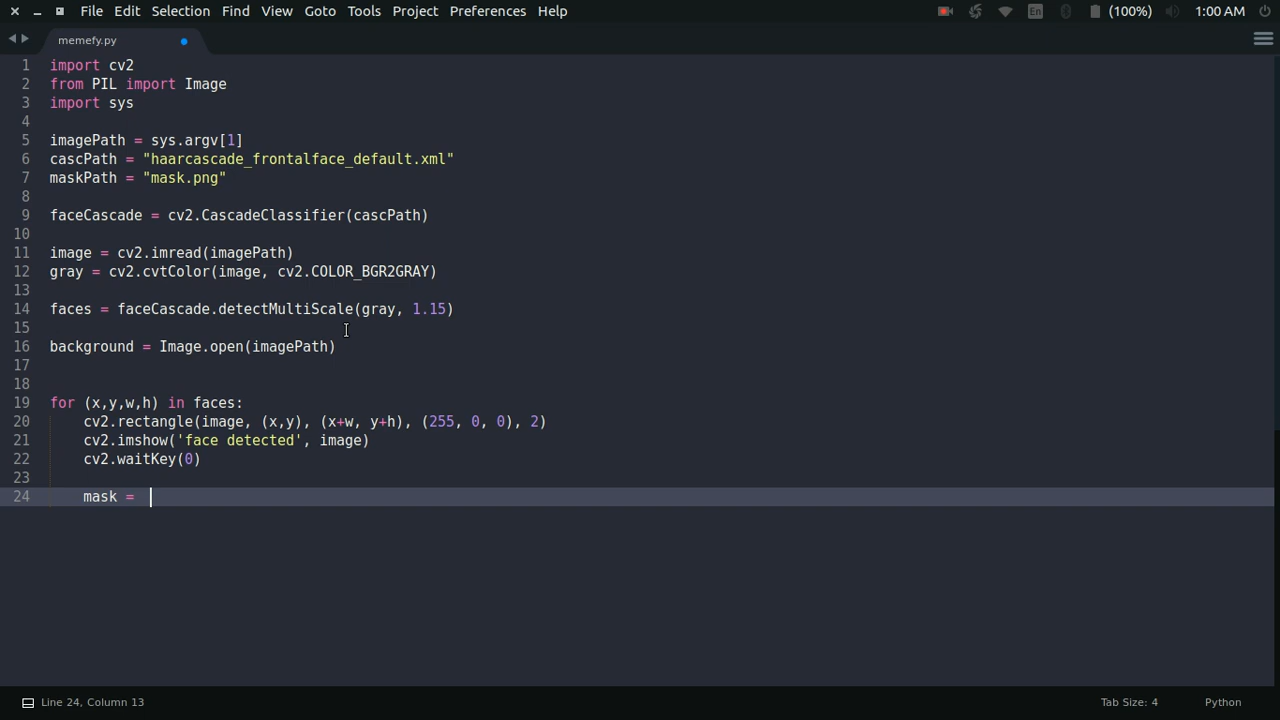 File Edit Selection Find View Goto Tools Project Preferences Help En (100%) 1:00 AM
memefy.py
1 import cv2
2 from PIL import Image
3 import sys
4
5 imagePath = sys.argv[1]
6 cascPath = "haarcascade_frontalface_default.xml"
7 maskPath = "mask.png"
8
9 faceCascade = cv2.CascadeClassifier(cascPath)
10
11 image = cv2.imread(imagePath)
12 gray = cv2.cvtColor(image, cv2.COLOR_BGR2GRAY)
13
14 faces = faceCascade.detectMultiScale(gray, 1.15)
15
16 background = Image.open(imagePath)
17
18
19 for (x,y,w,h) in faces:
20     cv2.rectangle(image, (x,y), (x+w, y+h), (255, 0, 0), 2)
21     cv2.imshow('face detected', image)
22     cv2.waitKey(0)
23
24     mask =
Line 24, Column 13 Tab Size: 4 Python